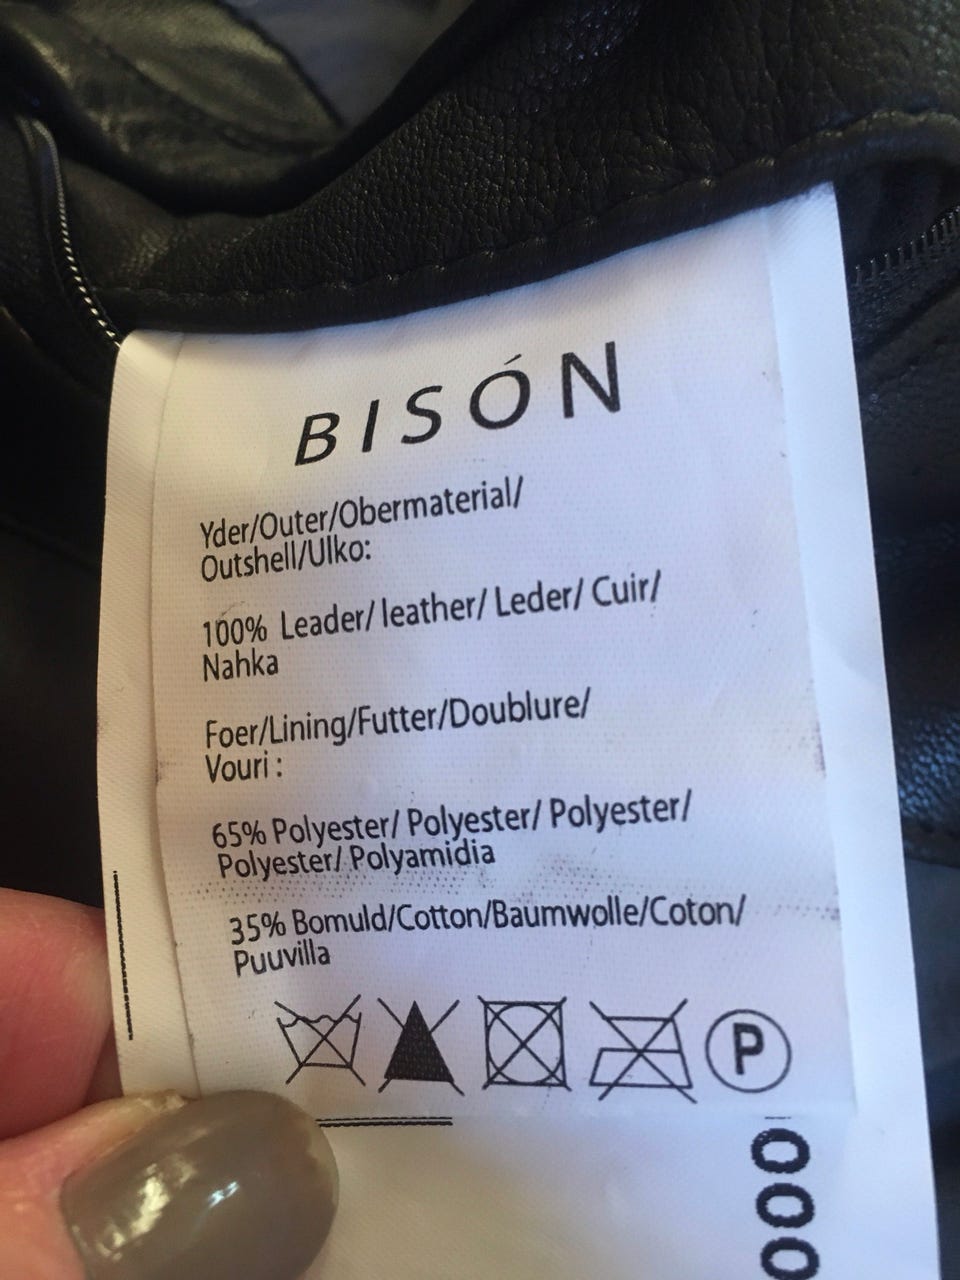 BISÓN
Yder/Outer/Obermaterial/
Outshell/Ulko:
100% Leader/ leather/ Leder/ Cuir/
Nahka
Foer/Lining/Futter/Doublure/
Vouri :
65% Polyester/ Polyester/ Polyester/
Polyester/ Polyamidia
35% Bomuld/Cotton/Baumwolle/Coton/
Puuvilla
P
000